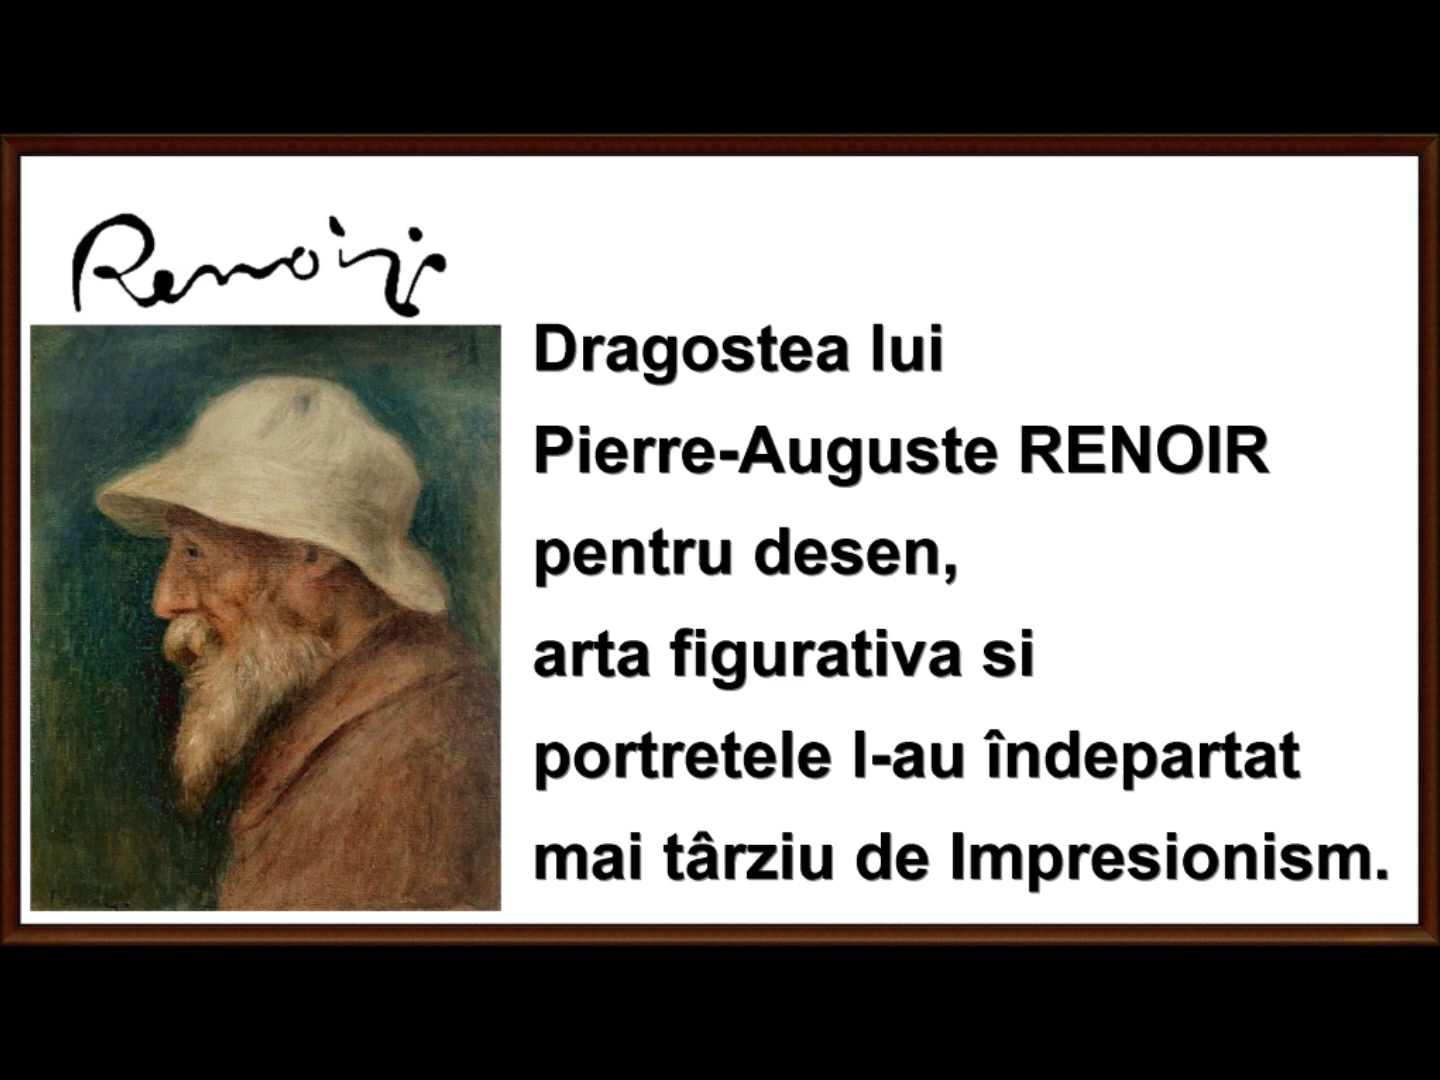 Renoir.
Dragostea lui
Pierre-Auguste RENOIR
pentru desen,
arta figurativa si
portretele l-au îndepartat
mai târziu de Impresionism.